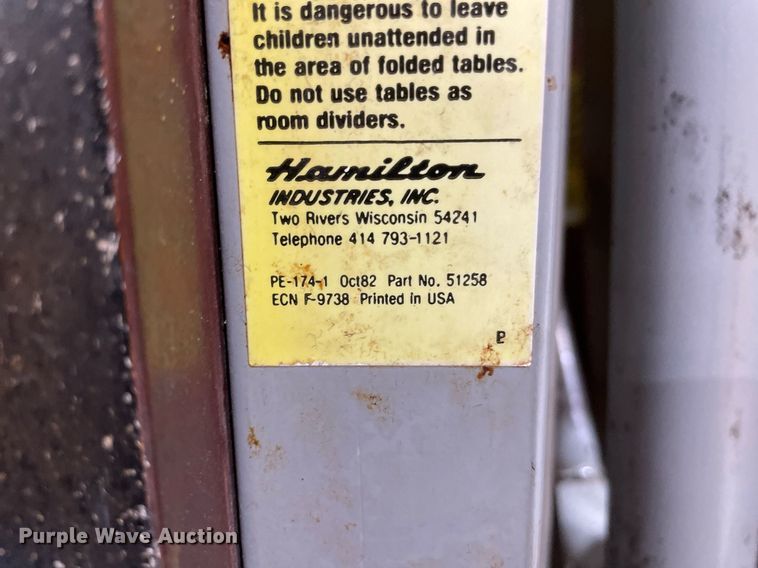 It is dangerous to leave
children unattended in
the area of folded tables.
Do not use tables as
room dividers.
Hamilton
INDUSTRIES, INC.
Two Rivers Wisconsin 54241
Telephone 414 793-1121
PE-174-1 Oct82 Part No. 51258
ECN F-9738 Printed in USA
Purple Wave Auction®